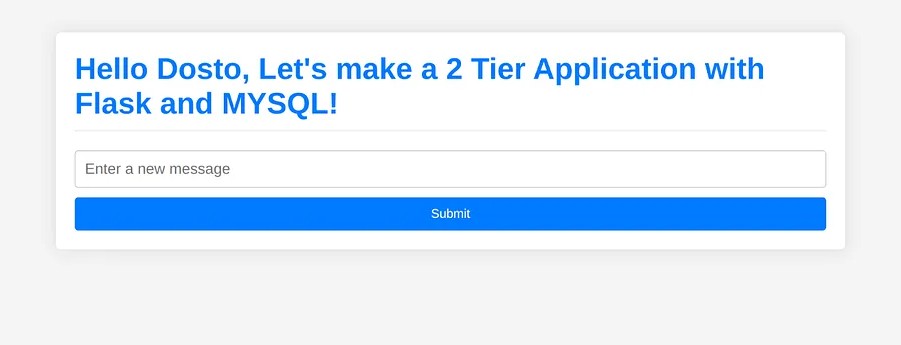 Hello Dosto, Let's make a 2 Tier Application with
Flask and MYSQL!
Enter a new message
Submit